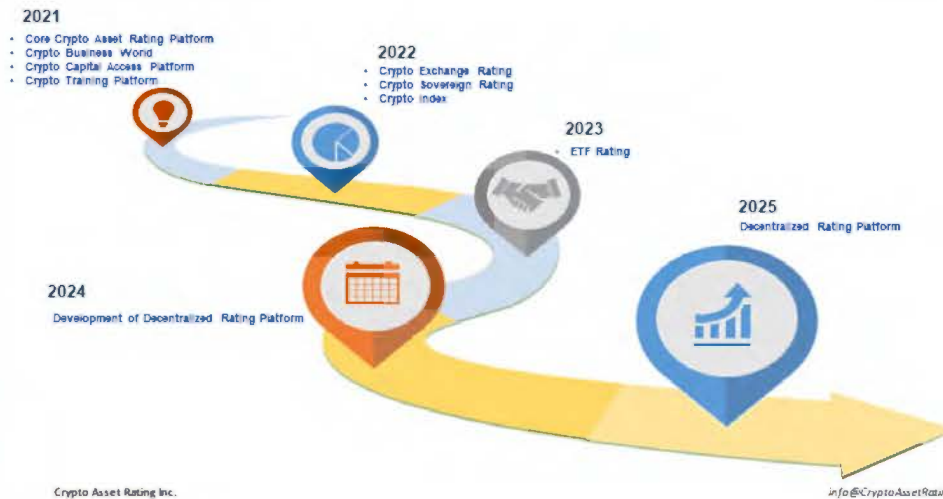 2021
• Core Crypto Asset Rating Platform
• Crypto Business World
• Crypto Capital Access Platform
• Crypto Training Platform
2022
• Crypto Exchange Rating
• Crypto Sovereign Rating
• Crypto Index
2023
• ETF Rating
2024
Development of Decentralized Rating Platform
2025
Decentralized Rating Platform
Crypto Asset Rating Inc.